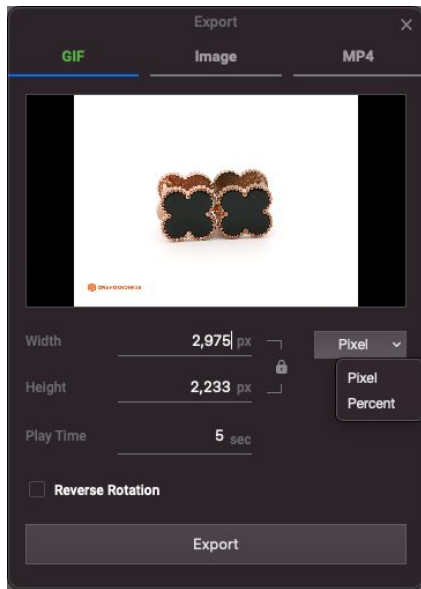 Export
GIF Image MP4
Width 2,975 px Pixel
Pixel
Height 2,233 px
Percent
Play Time 5 sec
Reverse Rotation
Export